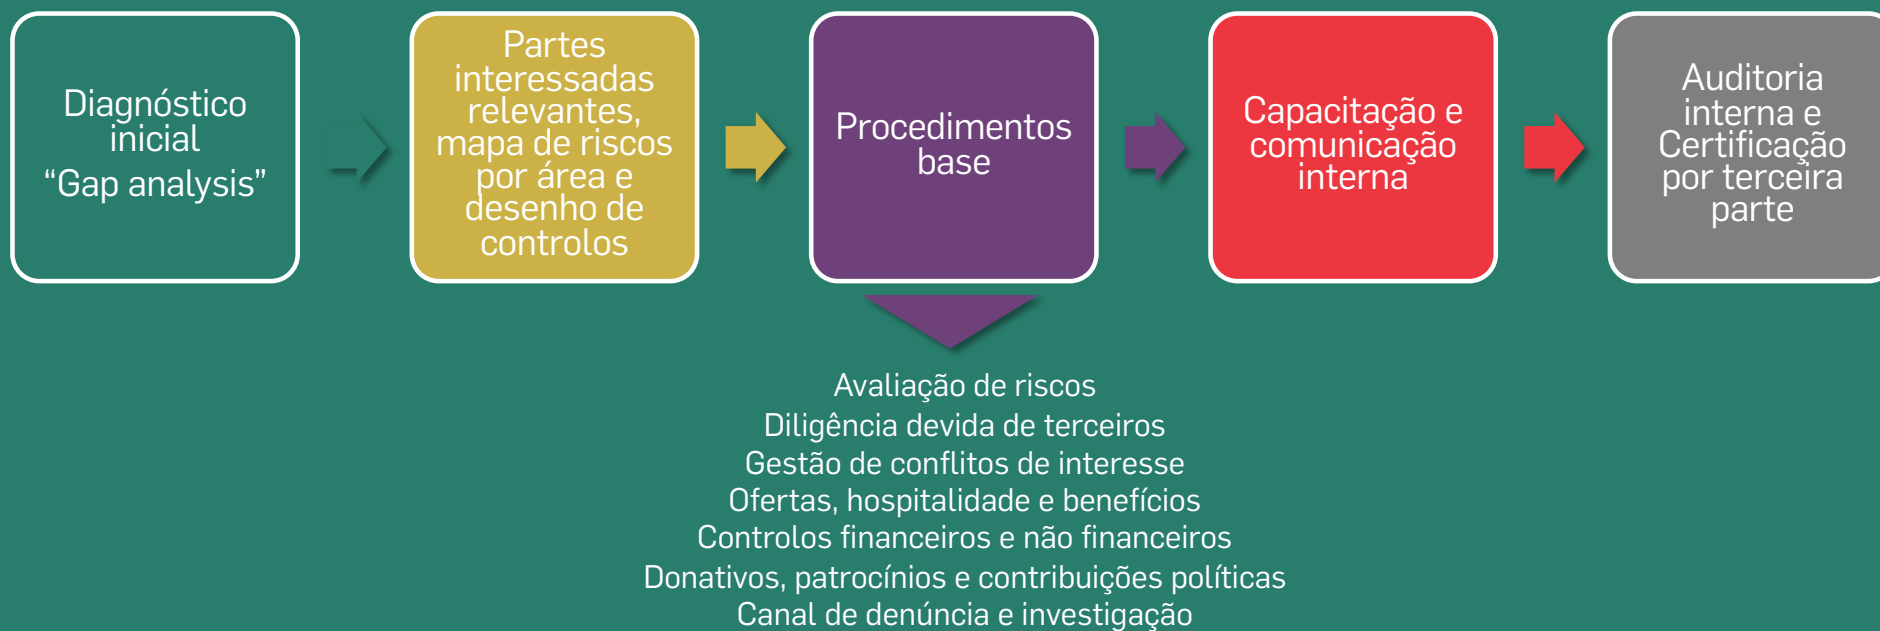 Diagnóstico
inicial
“Gap analysis”
Partes
interessadas
relevantes,
mapa de riscos
por área e
desenho de
controlos
Procedimentos
base
Capacitação e
comunicação
interna
Auditoria
interna e
Certificação
por terceira
parte
Avaliação de riscos
Diligência devida de terceiros
Gestão de conflitos de interesse
Ofertas, hospitalidade e benefícios
Controlos financeiros e não financeiros
Donativos, patrocínios e contribuições políticas
Canal de denúncia e investigação